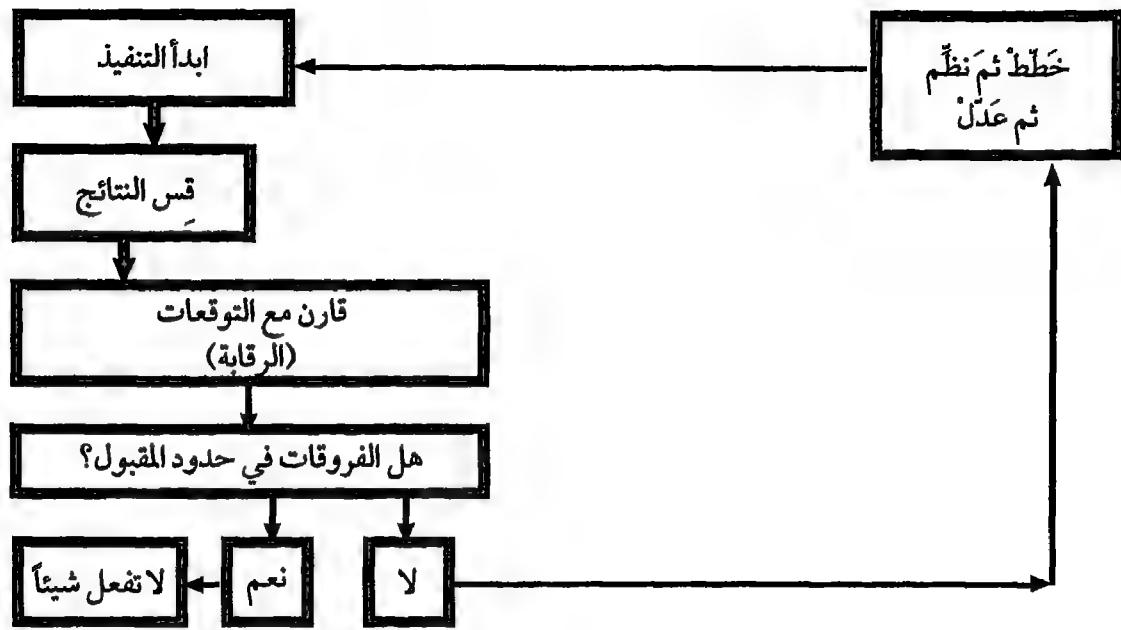 خَطّطْ ثمَ نظِّم
ثم عَدّلْ
ابدأ التنفيذ
قِس النتائج
قارن مع التوقعات
(الرقابة)
هل الفروقات في حدود المقبول؟
لا
نعم
لا تفعل شيئاً